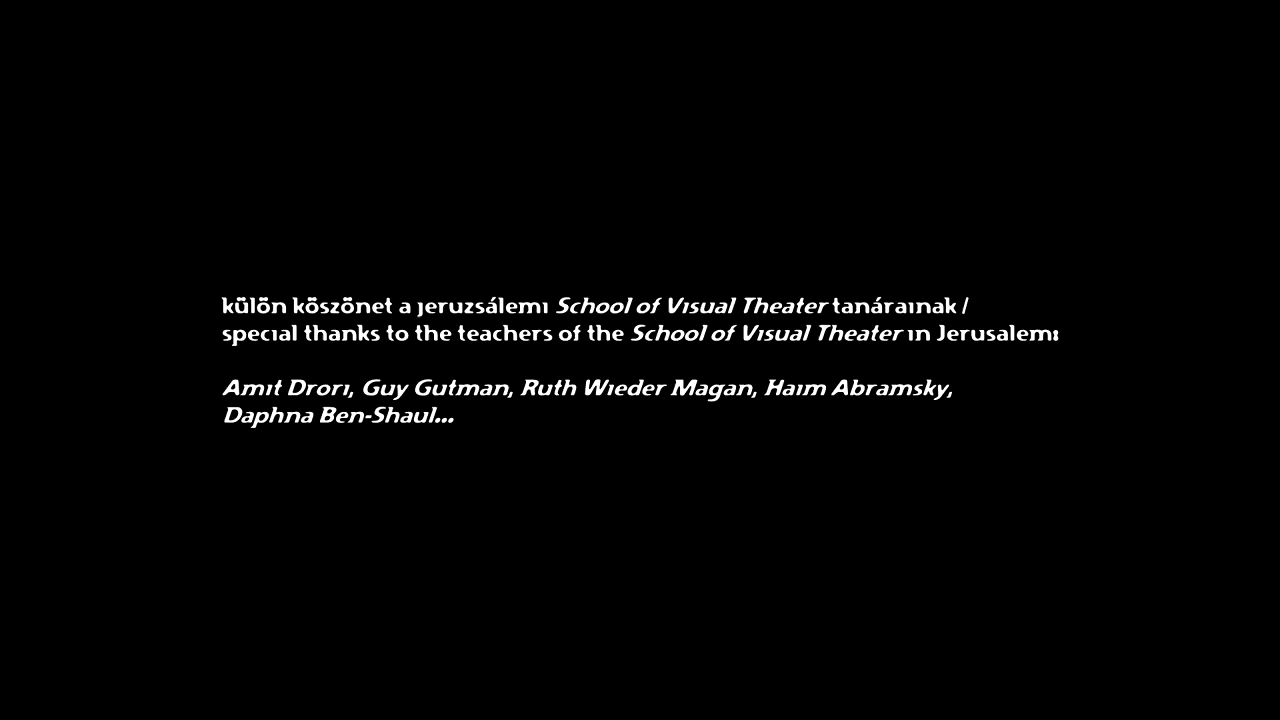 külön köszönet a jeruzsálemi School of Visual Theater tanárainak /
special thanks to the teachers of the School of Visual Theater in Jerusalem:
Amit Drori, Guy Gutman, Ruth Wieder Magan, Haim Abramsky,
Daphna Ben-Shaul...